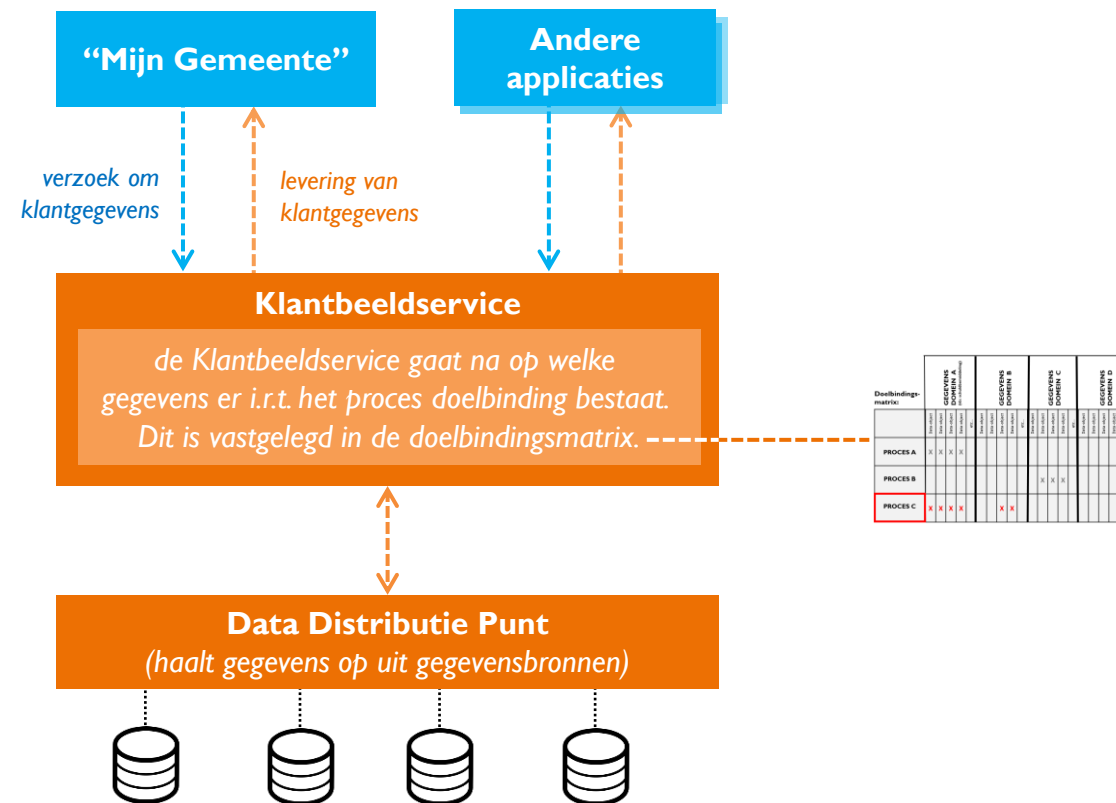 “Mijn Gemeente”
Andere
applicaties
verzoek om
klantgegevens
levering van
klantgegevens
Klantbeeldservice
de Klantbeeldservice gaat na op welke
gegevens er i.r.t. het proces doelbinding bestaat.
Dit is vastgelegd in de doelbindingsmatrix.
Doelbindings-
matrix:
GEGEVENS
DOMEIN A
GEGEVENS
DOMEIN B
GEGEVENS
DOMEIN C
GEGEVENS
DOMEIN D
PROCES A
X X X X
PROCES B
X X X
PROCES C
X X X X X X
Data Distributie Punt
(haalt gegevens op uit gegevensbronnen)